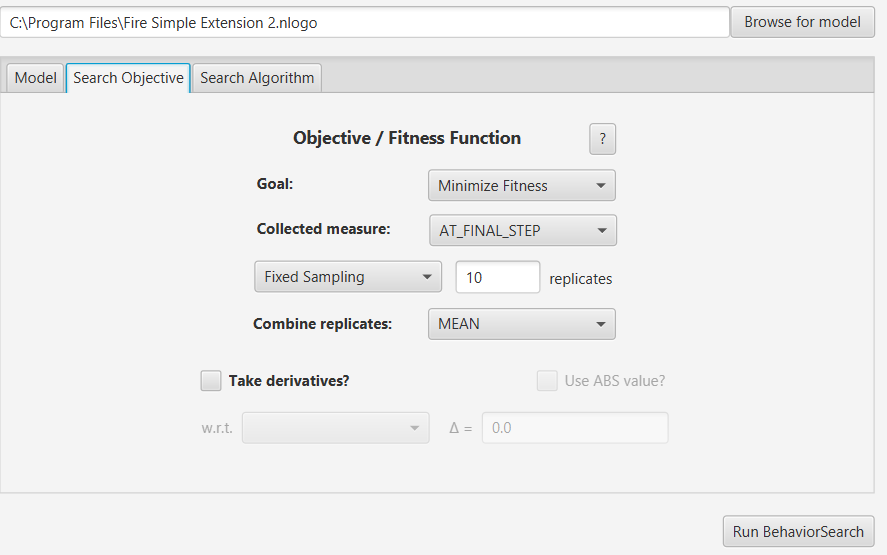 C:\Program Files\Fire Simple Extension 2.nlogo Browse for model
Model Search Objective Search Algorithm
Objective / Fitness Function ?
Goal: Minimize Fitness
Collected measure: AT_FINAL_STEP
Fixed Sampling 10 replicates
Combine replicates: MEAN
Take derivatives? Use ABS value?
w.r.t. Δ = 0.0
Run BehaviorSearch